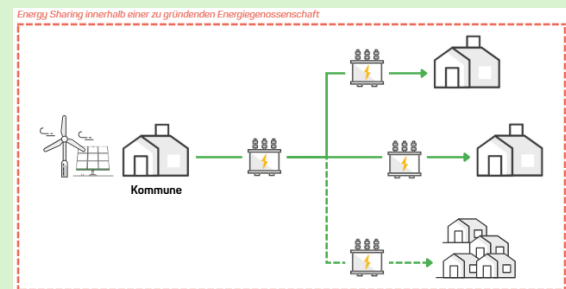 Energy Sharing innerhalb einer zu gründenden Energiegenossenschaft
Kommune